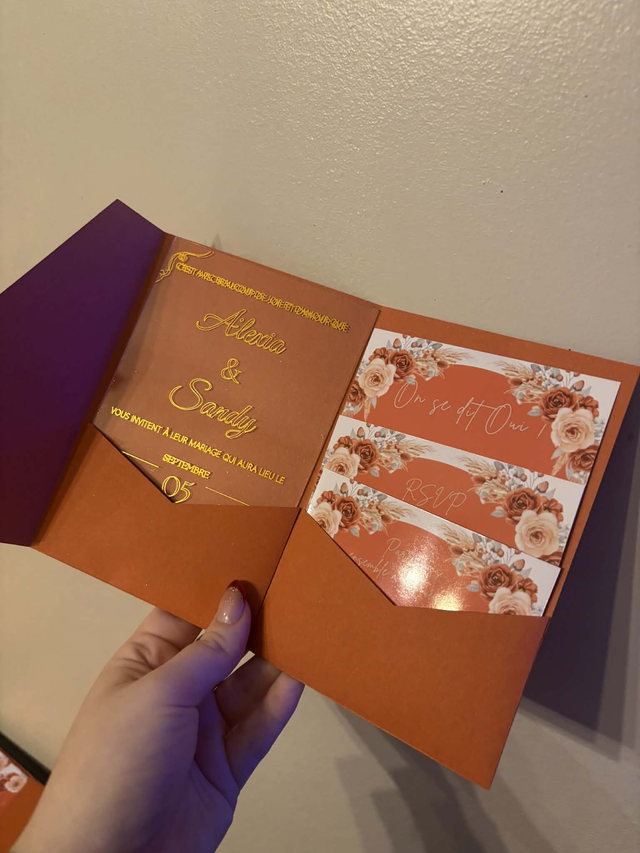 C'EST AVEC BEAUCOUP DE JOIE ET D'AMOUR QUE
Alexia
&
Sandy
VOUS INVITENT À LEUR MARIAGE QUI AURA LIEU LE
SEPTEMBRE
05
On se dit Oui !
RSVP
ensemble